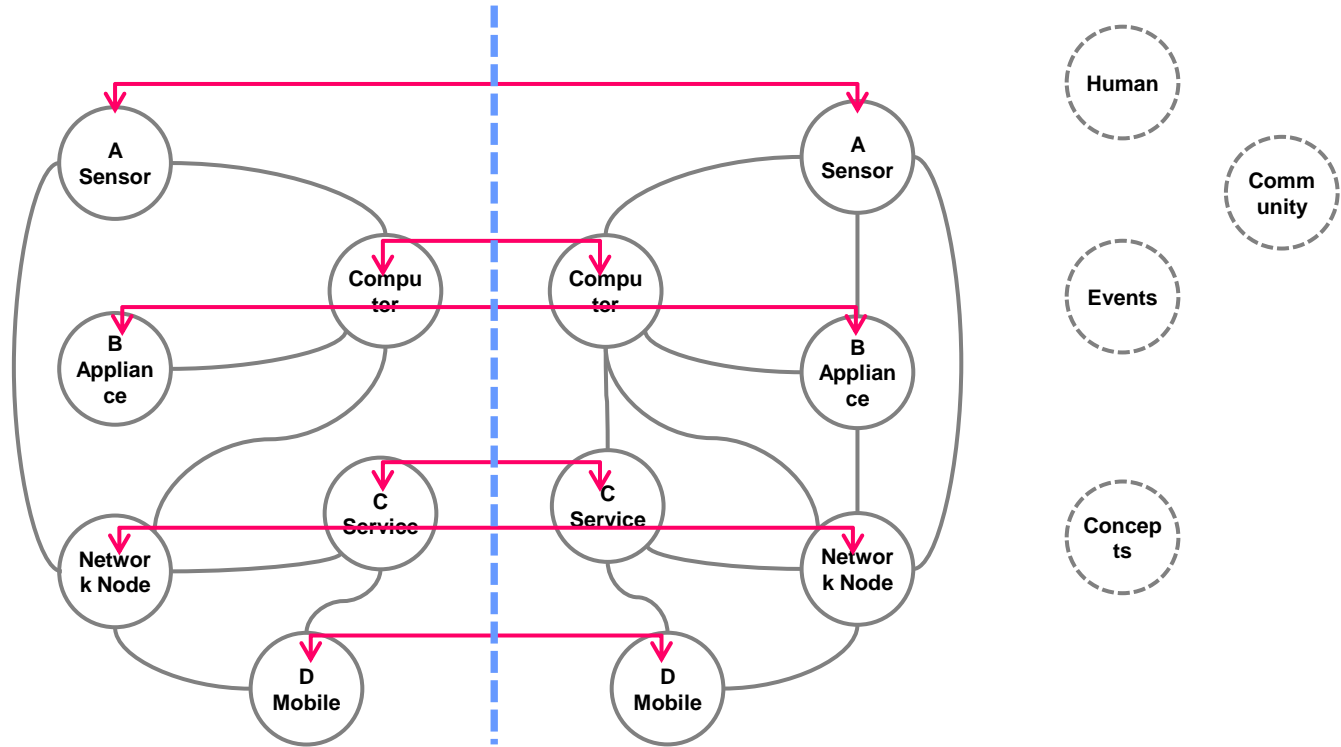 A
Sensor
A
Sensor
Human
Comm
unity
Compu
ter
Compu
ter
Events
B
Applian
ce
B
Applian
ce
C
Service
C
Service
Concep
ts
Networ
k Node
Networ
k Node
D
Mobile
D
Mobile